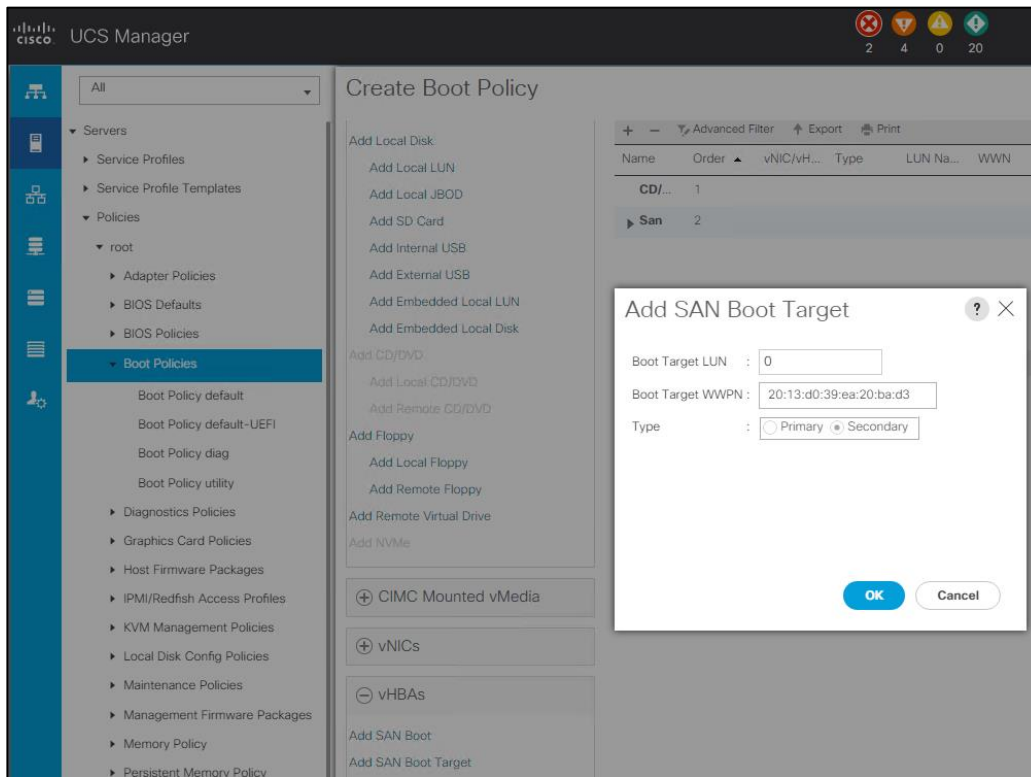 cisco. UCS Manager
2 4 0 20
All
Servers
Service Profiles
Service Profile Templates
Policies
root
Adapter Policies
BIOS Defaults
BIOS Policies
Boot Policies
Boot Policy default
Boot Policy default-UEFI
Boot Policy diag
Boot Policy utility
Diagnostics Policies
Graphics Card Policies
Host Firmware Packages
IPMI/Redfish Access Profiles
KVM Management Policies
Local Disk Config Policies
Maintenance Policies
Management Firmware Packages
Memory Policy
Persistent Memory Policy
Create Boot Policy
Add Local Disk
Add Local LUN
Add Local JBOD
Add SD Card
Add Internal USB
Add External USB
Add Embedded Local LUN
Add Embedded Local Disk
Add CD/DVD
Add Local CD/DVD
Add Remote CD/DVD
Add Floppy
Add Local Floppy
Add Remote Floppy
Add Remote Virtual Drive
Add NVMe
CIMC Mounted vMedia
vNICs
vHBAs
Add SAN Boot
Add SAN Boot Target
+ − Advanced Filter Export Print
Name Order vNIC/vH... Type LUN Na... WWN
CD/... 1
San 2
Add SAN Boot Target ? ×
Boot Target LUN : 0
Boot Target WWPN : 20:13:d0:39:ea:20:ba:d3
Type : Primary Secondary
OK Cancel